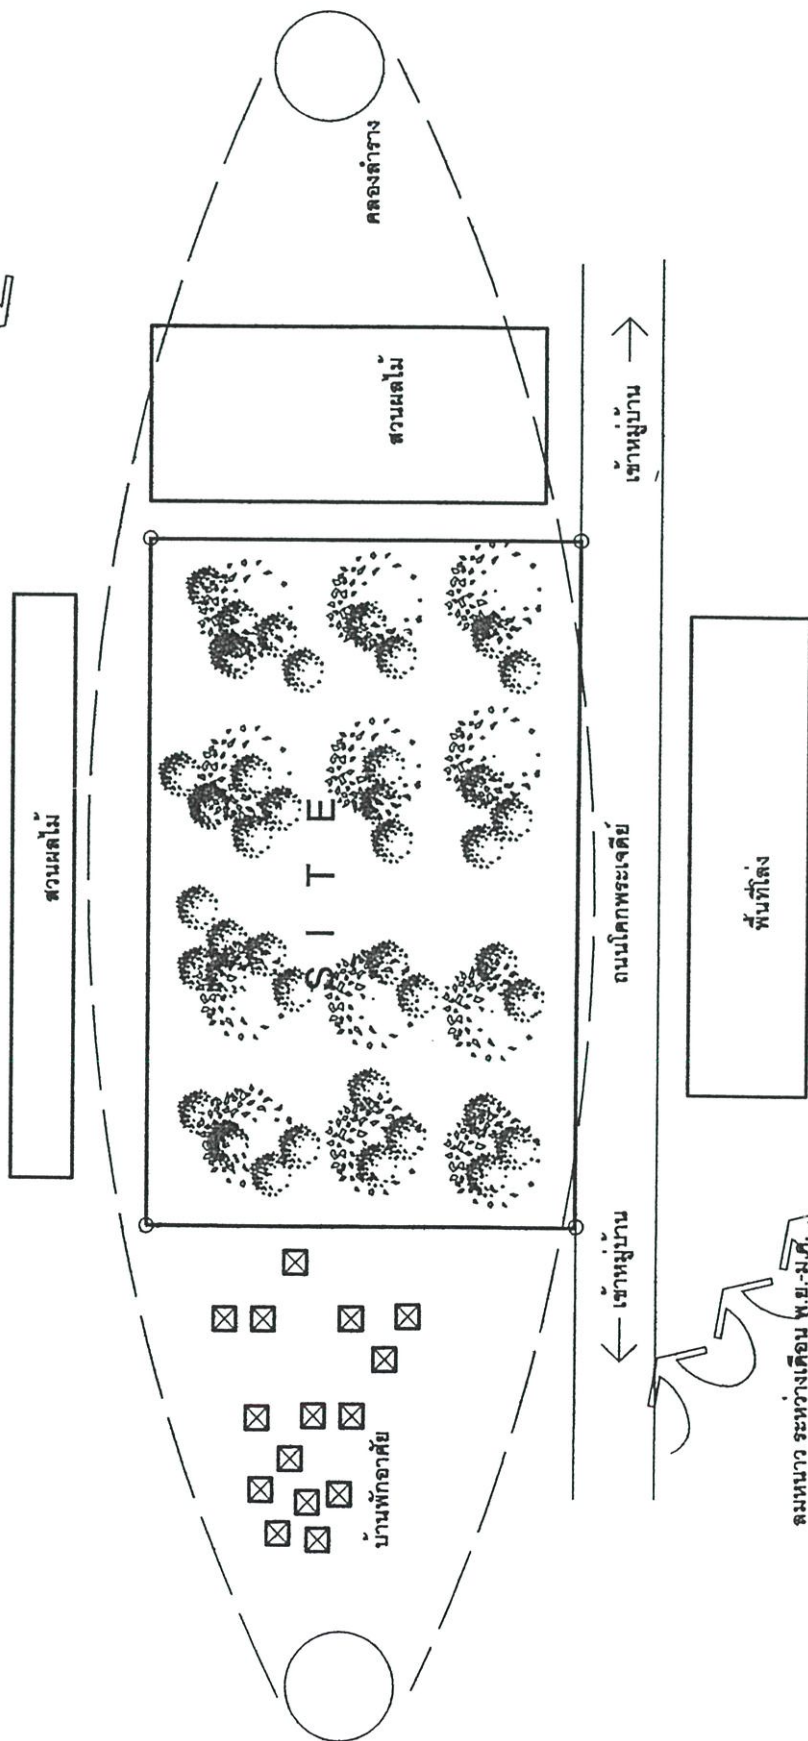 สวนผลไม้
คลองลำราง
สวนผลไม้
S I T E
บ้านพักอาศัย
เข้าหมู่บ้าน
ถนนโคกพระเจดีย์
เข้าหมู่บ้าน
พื้นที่โล่ง
ลมหนาว ระหว่างเดือน พ.ย.-ม.ค.